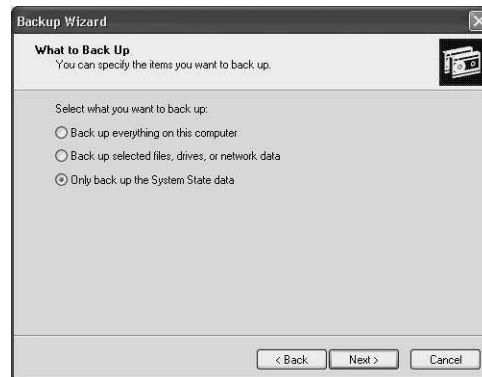 Backup Wizard
What to Back Up
You can specify the items you want to back up.
Select what you want to back up:
Back up everything on this computer
Back up selected files, drives, or network data
Only back up the System State data
< Back
Next >
Cancel